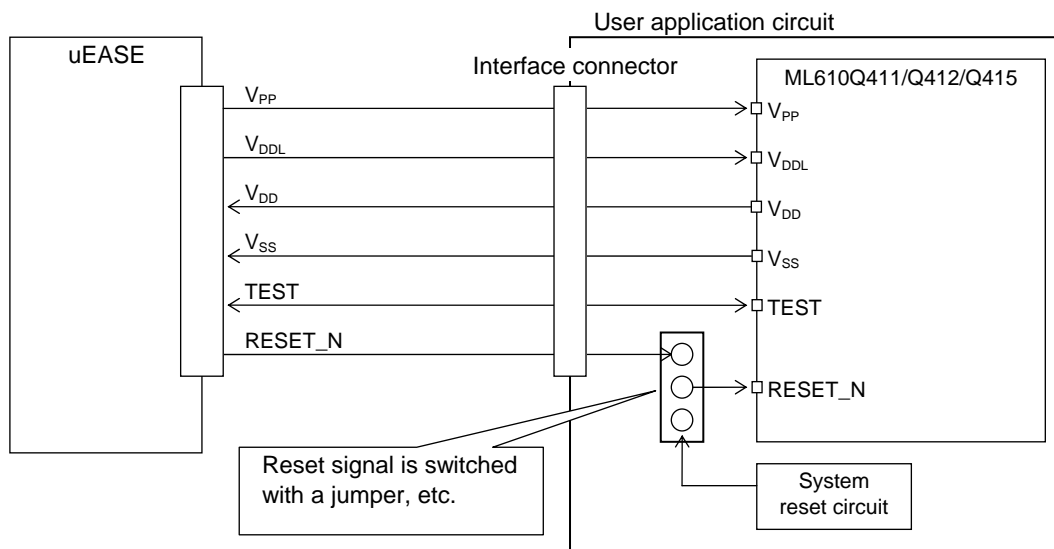 User application circuit
uEASE
Interface connector
ML610Q411/Q412/Q415
VPP
VPP
VDDL
VDDL
VDD
VDD
VSS
VSS
TEST
TEST
RESET_N
RESET_N
Reset signal is switched
with a jumper, etc.
System
reset circuit